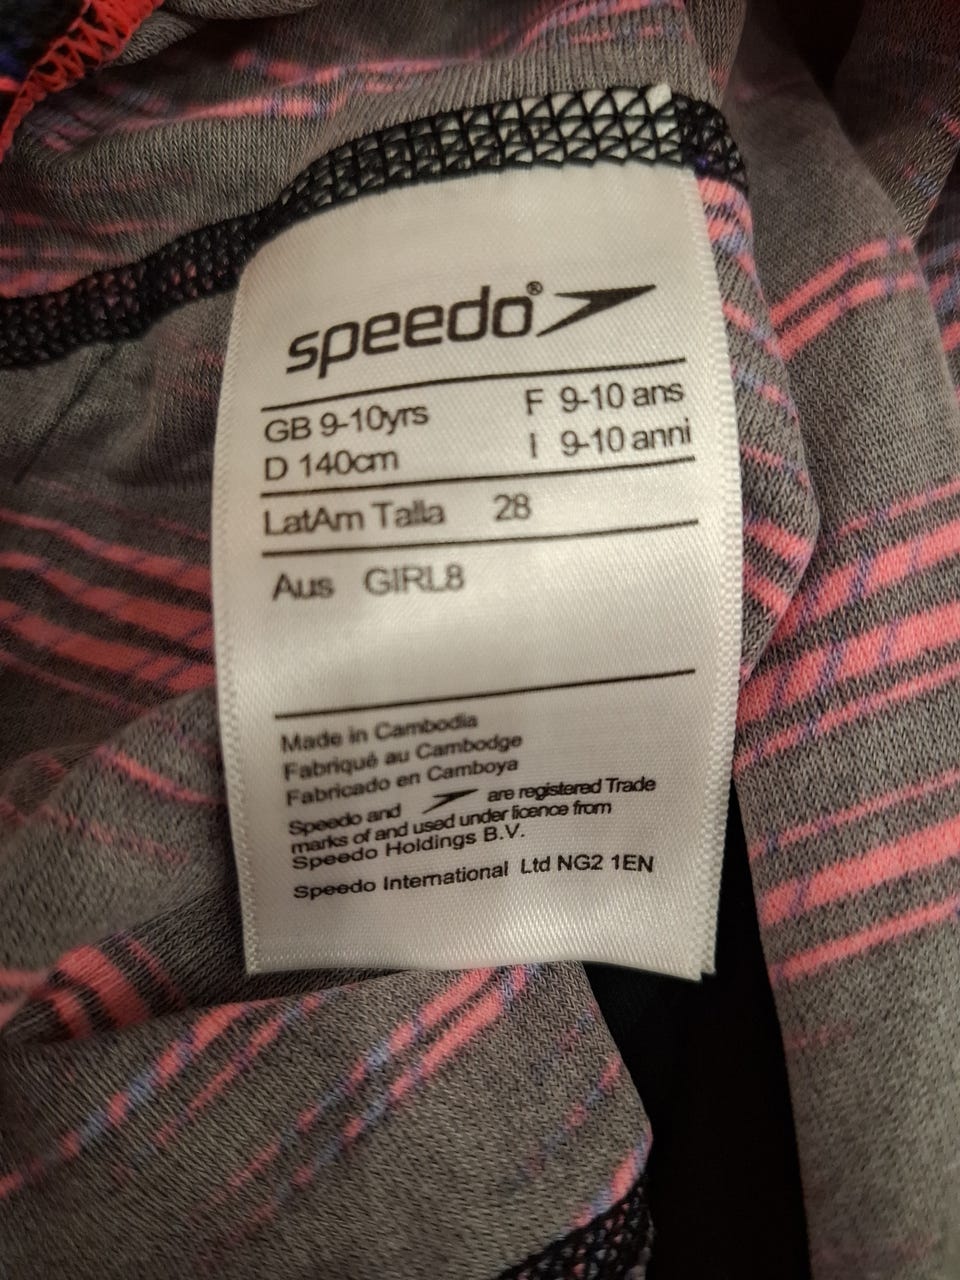 speedo®
GB 9-10yrs F 9-10 ans
D 140cm I 9-10 anni
LatAm Talla 28
Aus GIRL8
Made in Cambodia
Fabriqué au Cambodge
Fabricado en Camboya
Speedo and are registered Trade
marks of and used under licence from
Speedo Holdings B.V.
Speedo International Ltd NG2 1EN